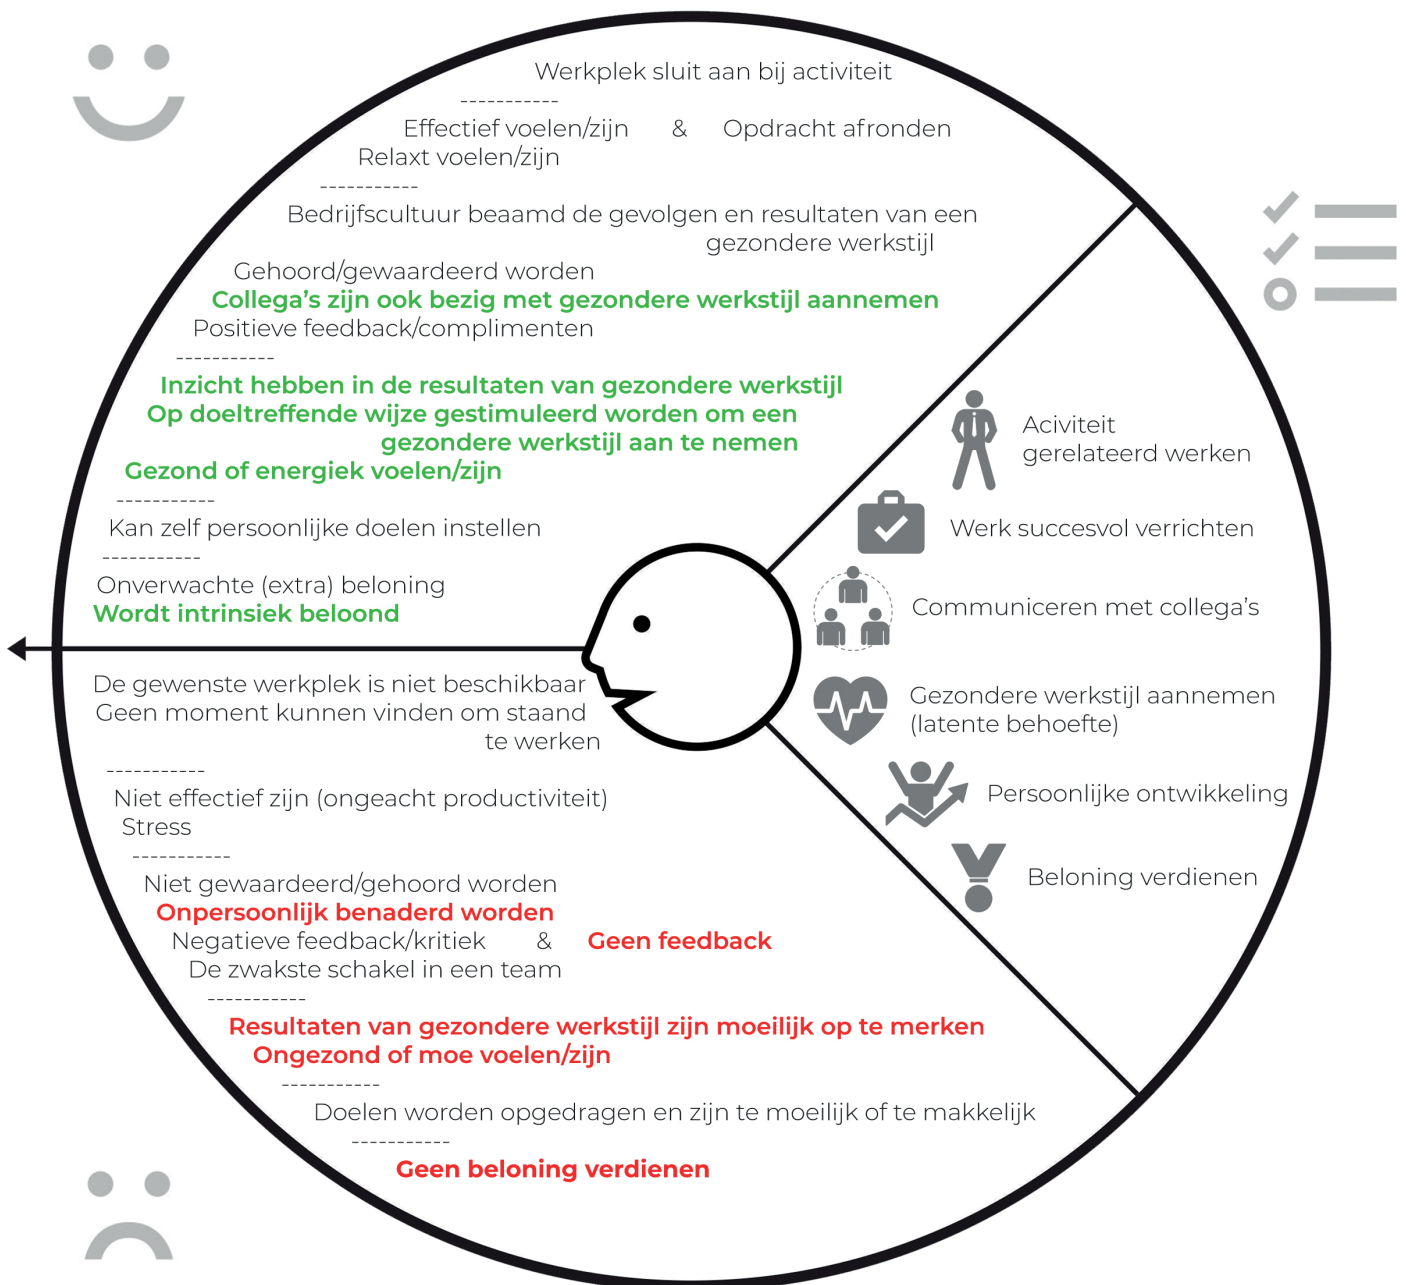 Werkplek sluit aan bij activiteit
-----------
Effectief voelen/zijn & Opdracht afronden
Relaxt voelen/zijn
-----------
Bedrijfscultuur beaamd de gevolgen en resultaten van een
gezondere werkstijl
Gehoord/gewaardeerd worden
Collega's zijn ook bezig met gezondere werkstijl aannemen
Positieve feedback/complimenten
-----------
Inzicht hebben in de resultaten van gezondere werkstijl
Op doeltreffende wijze gestimuleerd worden om een
gezondere werkstijl aan te nemen
Gezond of energiek voelen/zijn
-----------
Kan zelf persoonlijke doelen instellen
-----------
Onverwachte (extra) beloning
Wordt intrinsiek beloond
De gewenste werkplek is niet beschikbaar
Geen moment kunnen vinden om staand
te werken
-----------
Niet effectief zijn (ongeacht productiviteit)
Stress
-----------
Niet gewaardeerd/gehoord worden
Onpersoonlijk benaderd worden
Negatieve feedback/kritiek & Geen feedback
De zwakste schakel in een team
-----------
Resultaten van gezondere werkstijl zijn moeilijk op te merken
Ongezond of moe voelen/zijn
-----------
Doelen worden opgedragen en zijn te moeilijk of te makkelijk
-----------
Geen beloning verdienen
Aciviteit
gerelateerd werken
Werk succesvol verrichten
Communiceren met collega's
Gezondere werkstijl aannemen
(latente behoefte)
Persoonlijke ontwikkeling
Beloning verdienen